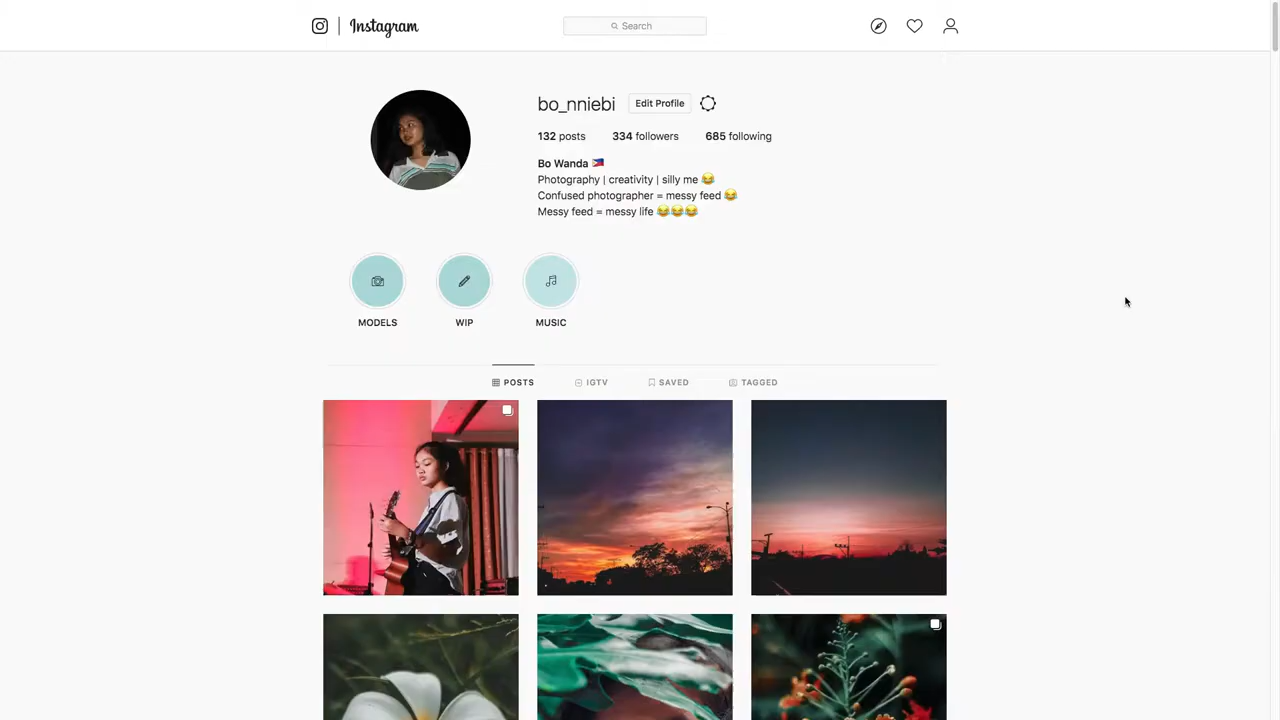 Instagram
Search
bo_nniebi Edit Profile
132 posts 334 followers 685 following
Bo Wanda 🇵🇭
Photography | creativity | silly me 😂
Confused photographer = messy feed 😂
Messy feed = messy life 😂😂😂
MODELS WIP MUSIC
POSTS IGTV SAVED TAGGED